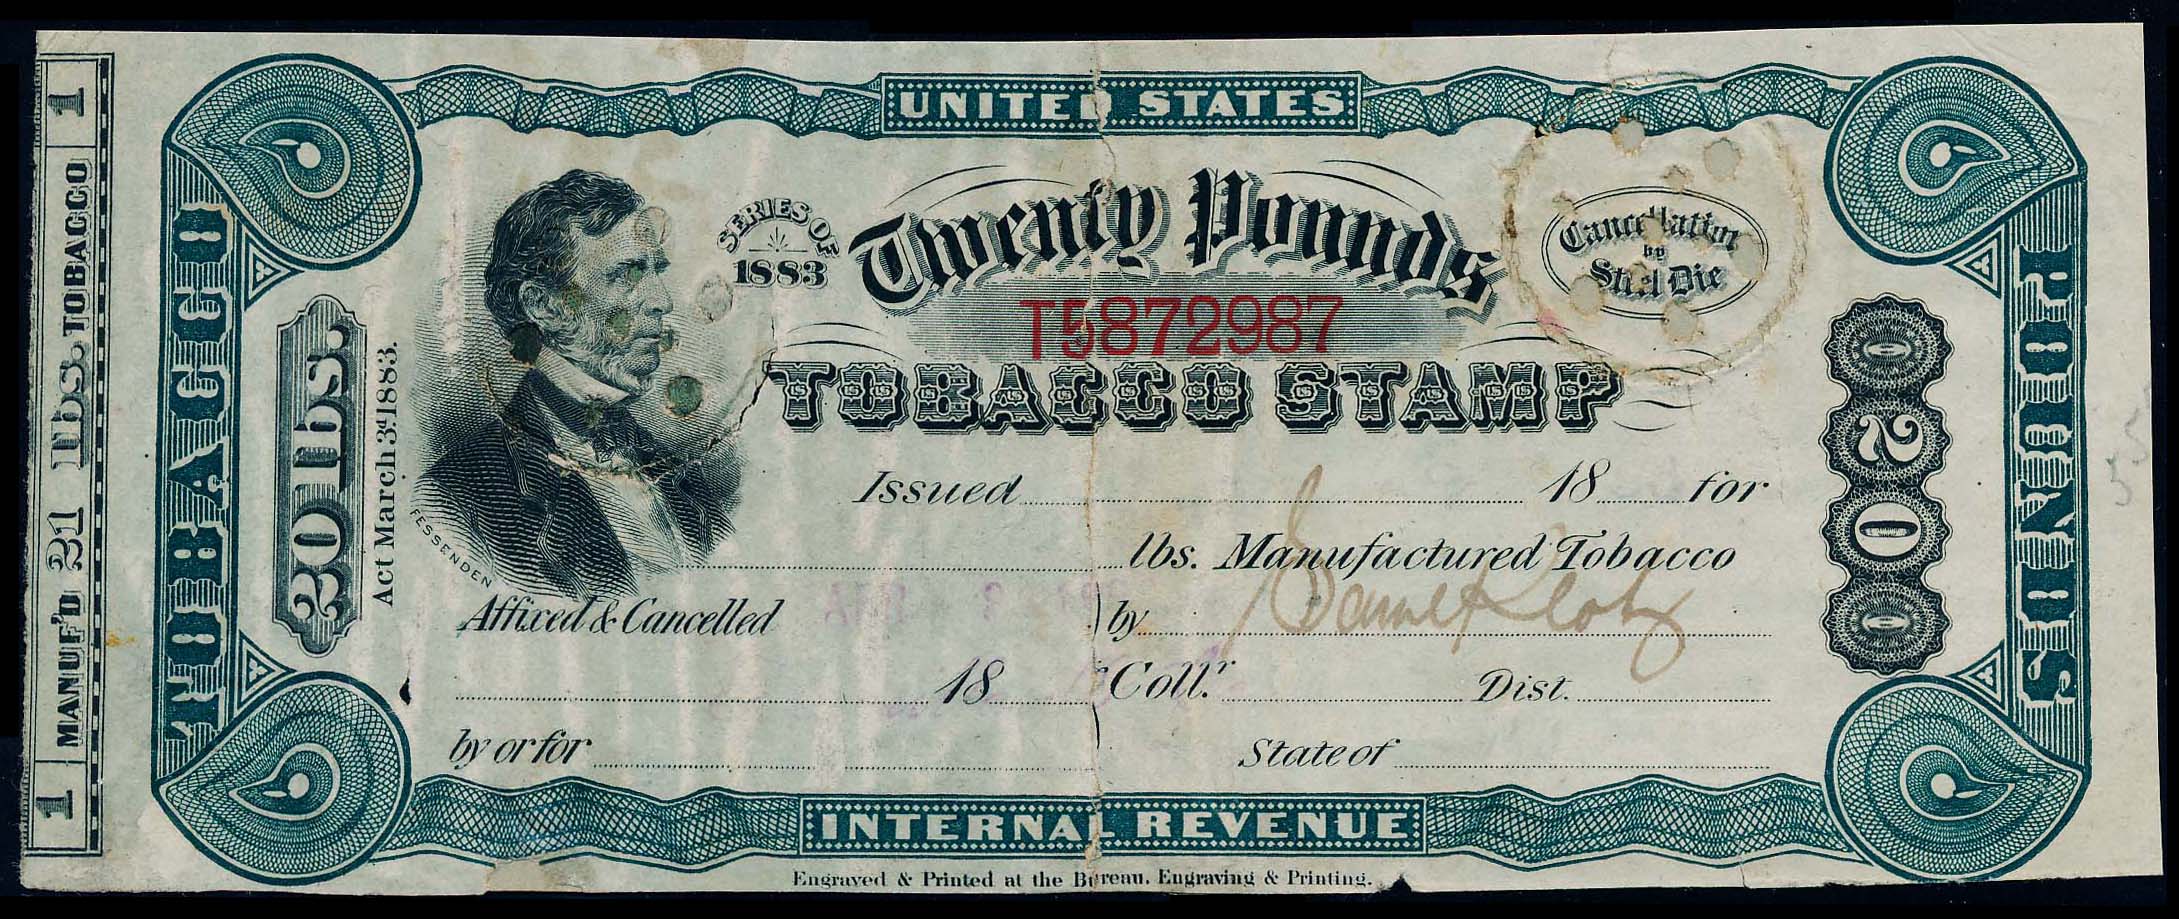 UNITED STATES
1 MANUF'D 21 lbs. TOBACCO 1
TOBACCO
20 lbs.
Act March 3d. 1883.
FESSENDEN
SERIES OF
1883
Twenty Pounds
T5872987
TOBACCO STAMP
Cancellation
by
Steel Die
Issued 18 for
lbs. Manufactured Tobacco
Affixed & Cancelled by
18 Coll.r Dist.
by or for State of
020 0
POUNDS
INTERNAL REVENUE
Engraved & Printed at the Bureau, Engraving & Printing.